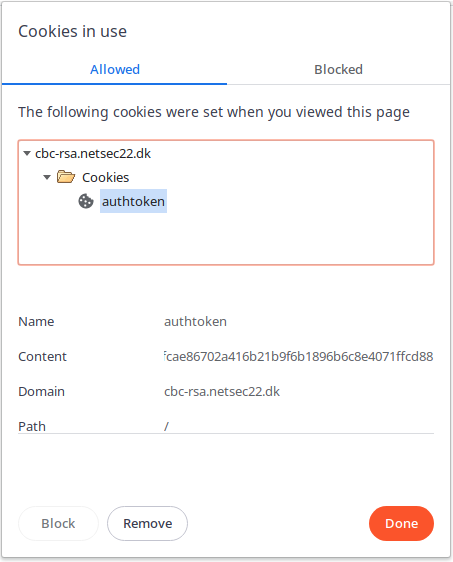 Cookies in use
Allowed Blocked
The following cookies were set when you viewed this page
cbc-rsa.netsec22.dk
Cookies
authtoken
Name authtoken
Content fcae86702a416b21b9f6b1896b6c8e4071ffcd88
Domain cbc-rsa.netsec22.dk
Path /
Block Remove Done